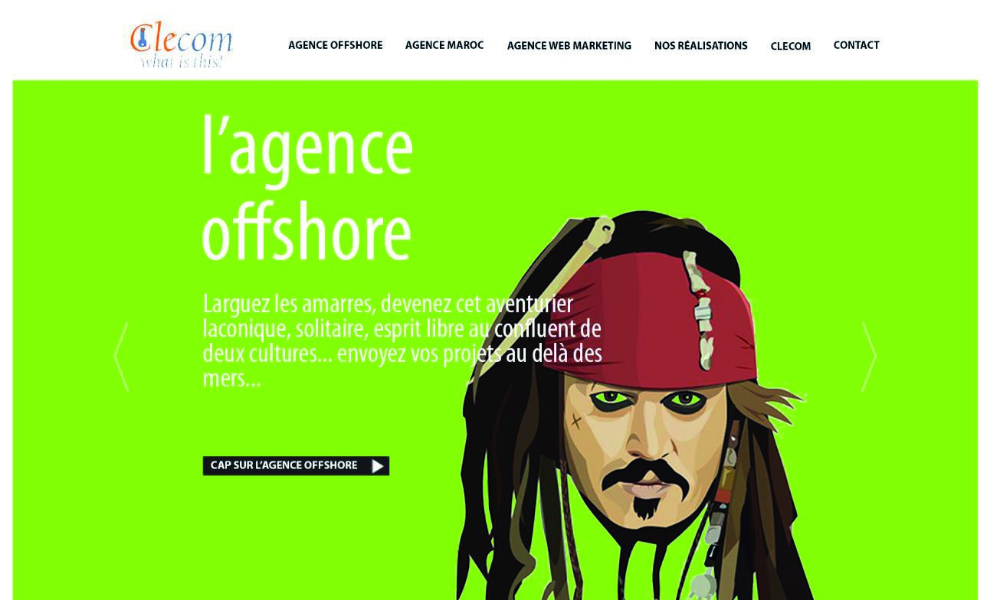 Clecom
what is this!
AGENCE OFFSHORE AGENCE MAROC AGENCE WEB MARKETING NOS RÉALISATIONS CLECOM CONTACT
l'agence
offshore
Larguez les amarres, devenez cet aventurier
laconique, solitaire, esprit libre au confluent de
deux cultures... envoyez vos projets au delà des
mers...
CAP SUR L'AGENCE OFFSHORE